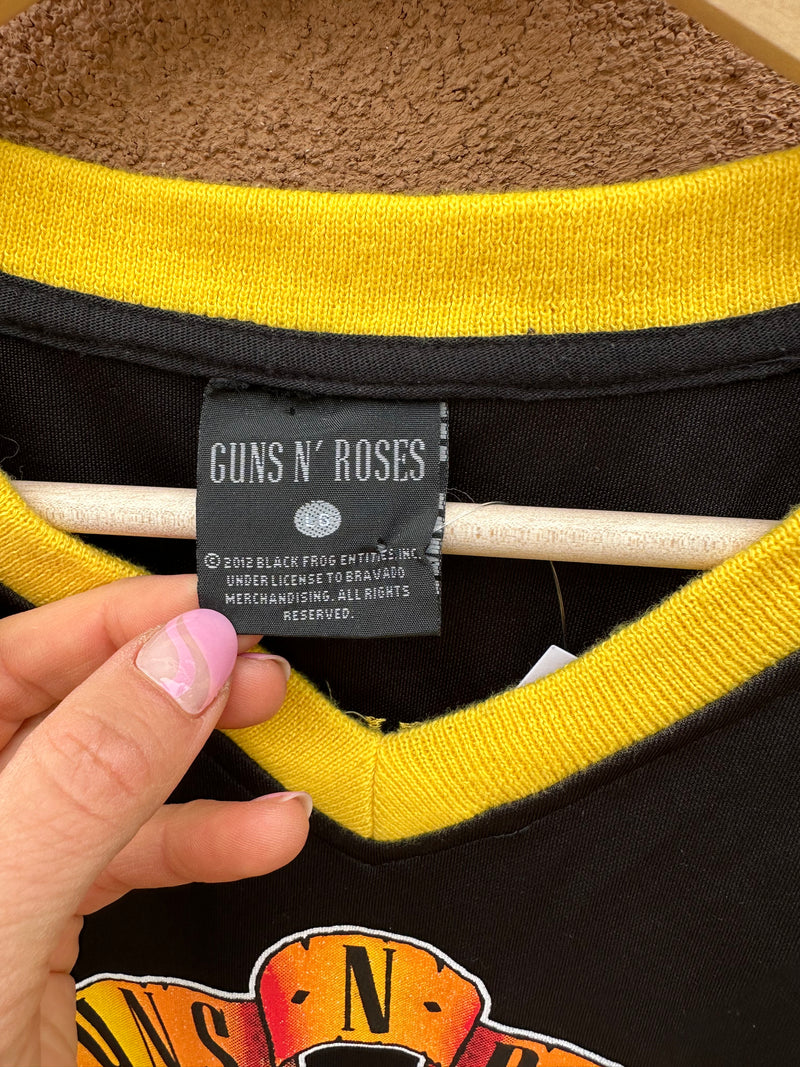 GUNS N' ROSES
LG
© 2012 BLACK FROG ENTITIES, INC.
UNDER LICENSE TO BRAVADO
MERCHANDISING. ALL RIGHTS
RESERVED.
·N·